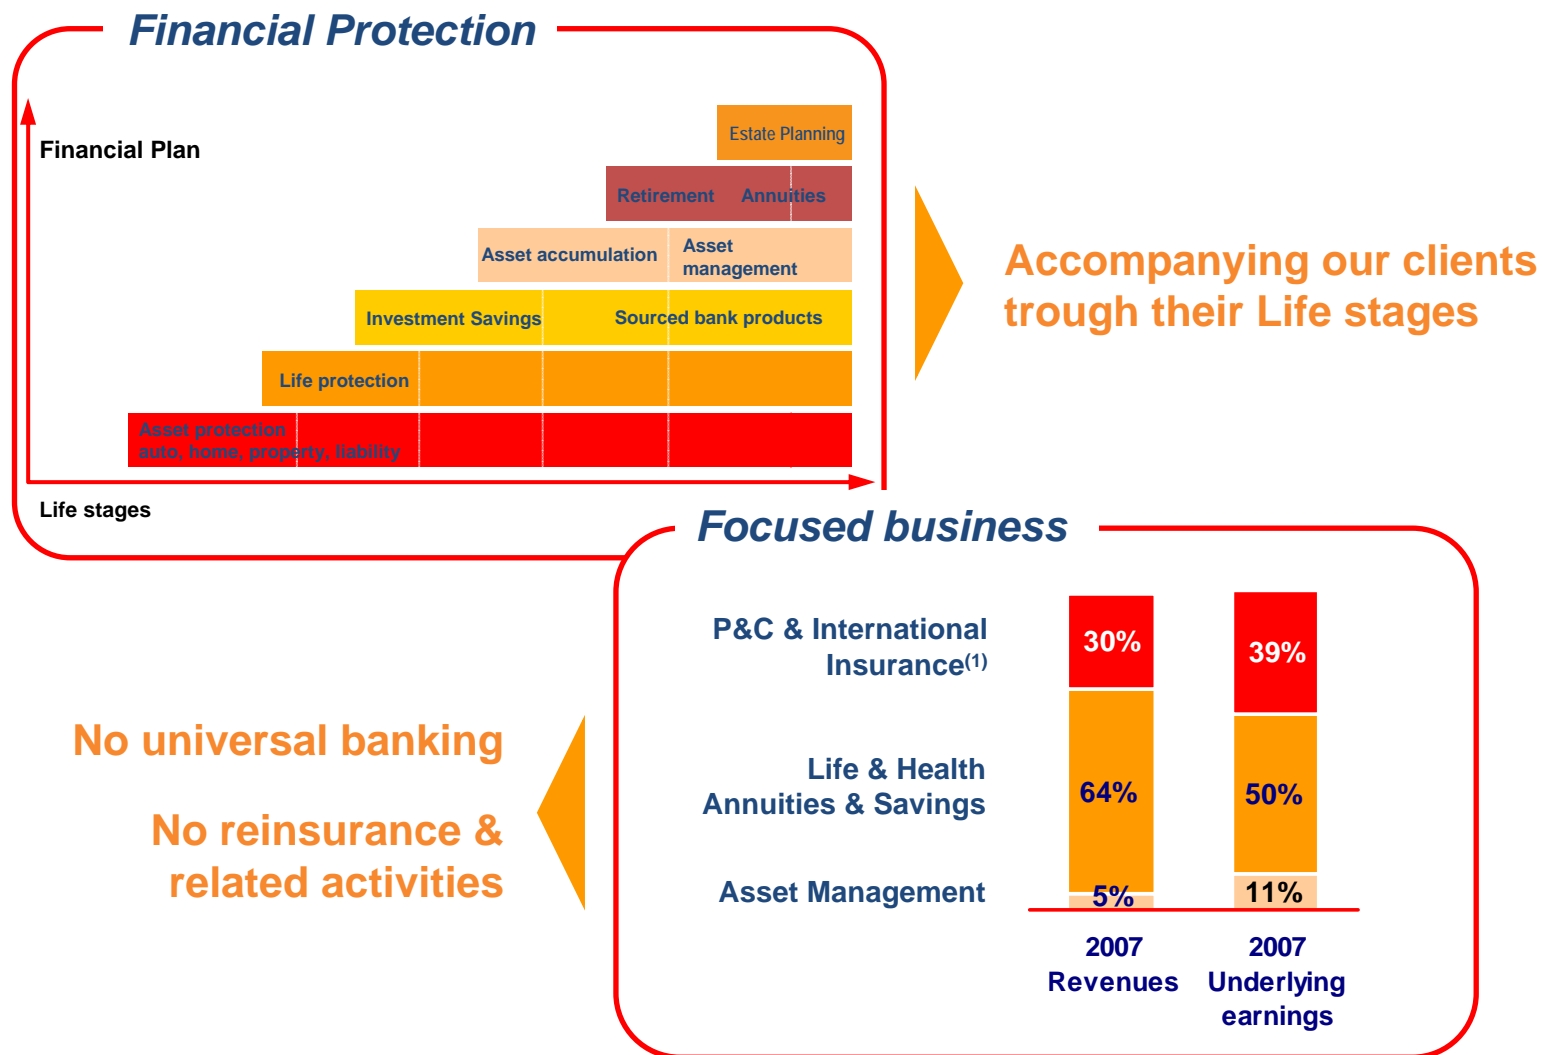 Financial Protection
Financial Plan
Estate Planning
Retirement Annuities
Asset accumulation
Asset
management
Investment Savings
Sourced bank products
Life protection
Asset protection
auto, home, property, liability
Life stages
Accompanying our clients
trough their Life stages
Focused business
P&C & International
Insurance(1)
30%
39%
Life & Health
Annuities & Savings
64%
50%
Asset Management
5%
11%
2007
Revenues
2007
Underlying
earnings
No universal banking
No reinsurance &
related activities